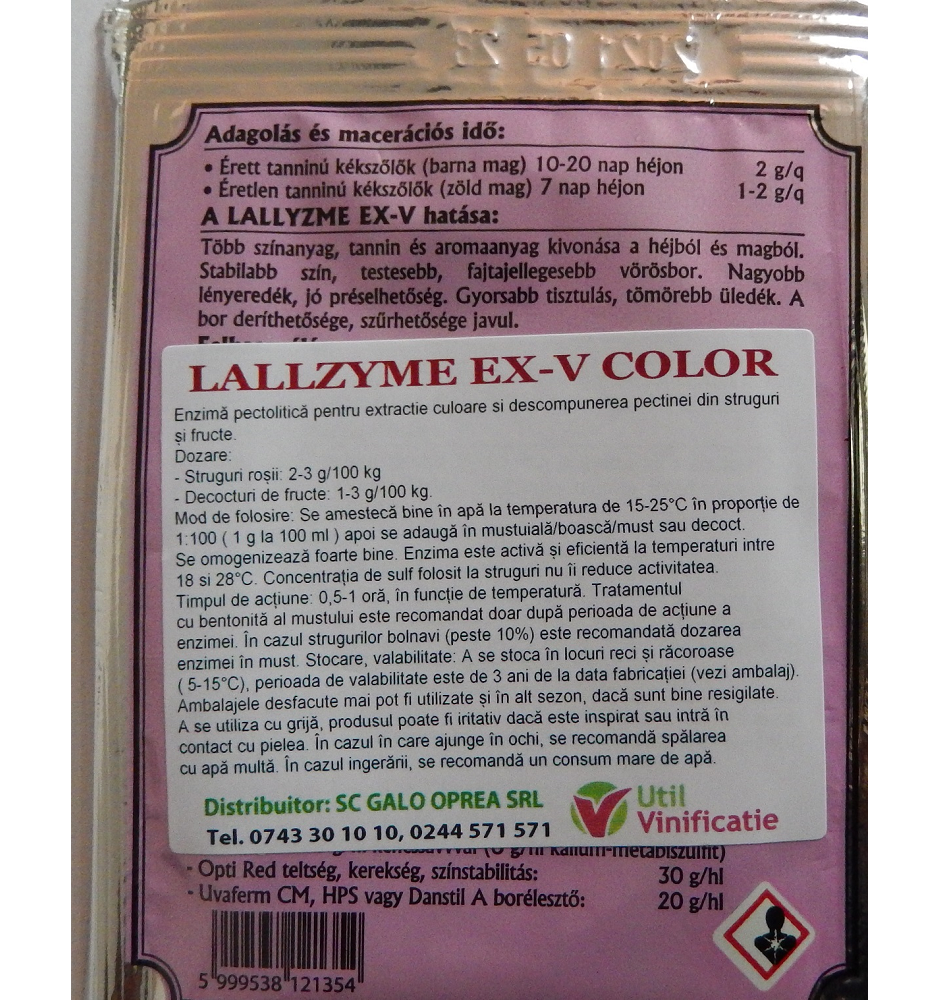 2021 05 28
Adagolás és macerációs idő:
• Érett tanninú kékszőlők (barna mag) 10-20 nap héjon 2 g/q
• Éretlen tanninú kékszőlők (zöld mag) 7 nap héjon 1-2 g/q
A LALLYZME EX-V hatása:
Több színanyag, tannin és aromaanyag kivonása a héjból és magból.
Stabilabb szín, testesebb, fajtajellegesebb vörösbor. Nagyobb
lényeredék, jó préselhetőség. Gyorsabb tisztulás, tömörebb üledék. A
bor deríthetősége, szűrhetősége javul.
LALLZYME EX-V COLOR
Enzimă pectolitică pentru extractie culoare si descompunerea pectinei din struguri
și fructe.
Dozare:
- Struguri roșii: 2-3 g/100 kg
- Decocturi de fructe: 1-3 g/100 kg.
Mod de folosire: Se amestecă bine în apă la temperatura de 15-25°C în proporție de
1:100 ( 1 g la 100 ml ) apoi se adaugă în mustuială/boască/must sau decoct.
Se omogenizează foarte bine. Enzima este activă și eficientă la temperaturi intre
18 si 28°C. Concentrația de sulf folosit la struguri nu îi reduce activitatea.
Timpul de acțiune: 0,5-1 oră, în funcție de temperatură. Tratamentul
cu bentonită al mustului este recomandat doar după perioada de acțiune a
enzimei. În cazul strugurilor bolnavi (peste 10%) este recomandată dozarea
enzimei în must. Stocare, valabilitate: A se stoca în locuri reci și răcoroase
( 5-15°C), perioada de valabilitate este de 3 ani de la data fabricației (vezi ambalaj).
Ambalajele desfacute mai pot fi utilizate și în alt sezon, dacă sunt bine resigilate.
A se utiliza cu grijă, produsul poate fi iritativ dacă este inspirat sau intră în
contact cu pielea. În cazul în care ajunge în ochi, se recomandă spălarea
cu apă multă. În cazul ingerării, se recomandă un consum mare de apă.
Distribuitor: SC GALO OPREA SRL
Tel. 0743 30 10 10, 0244 571 571
Util
Vinificatie
kálium-metabiszulfit)
- Opti Red teltség, kerekség, színstabilitás: 30 g/hl
- Uvaferm CM, HPS vagy Danstil A borélesztő: 20 g/hl
5 999538 121354